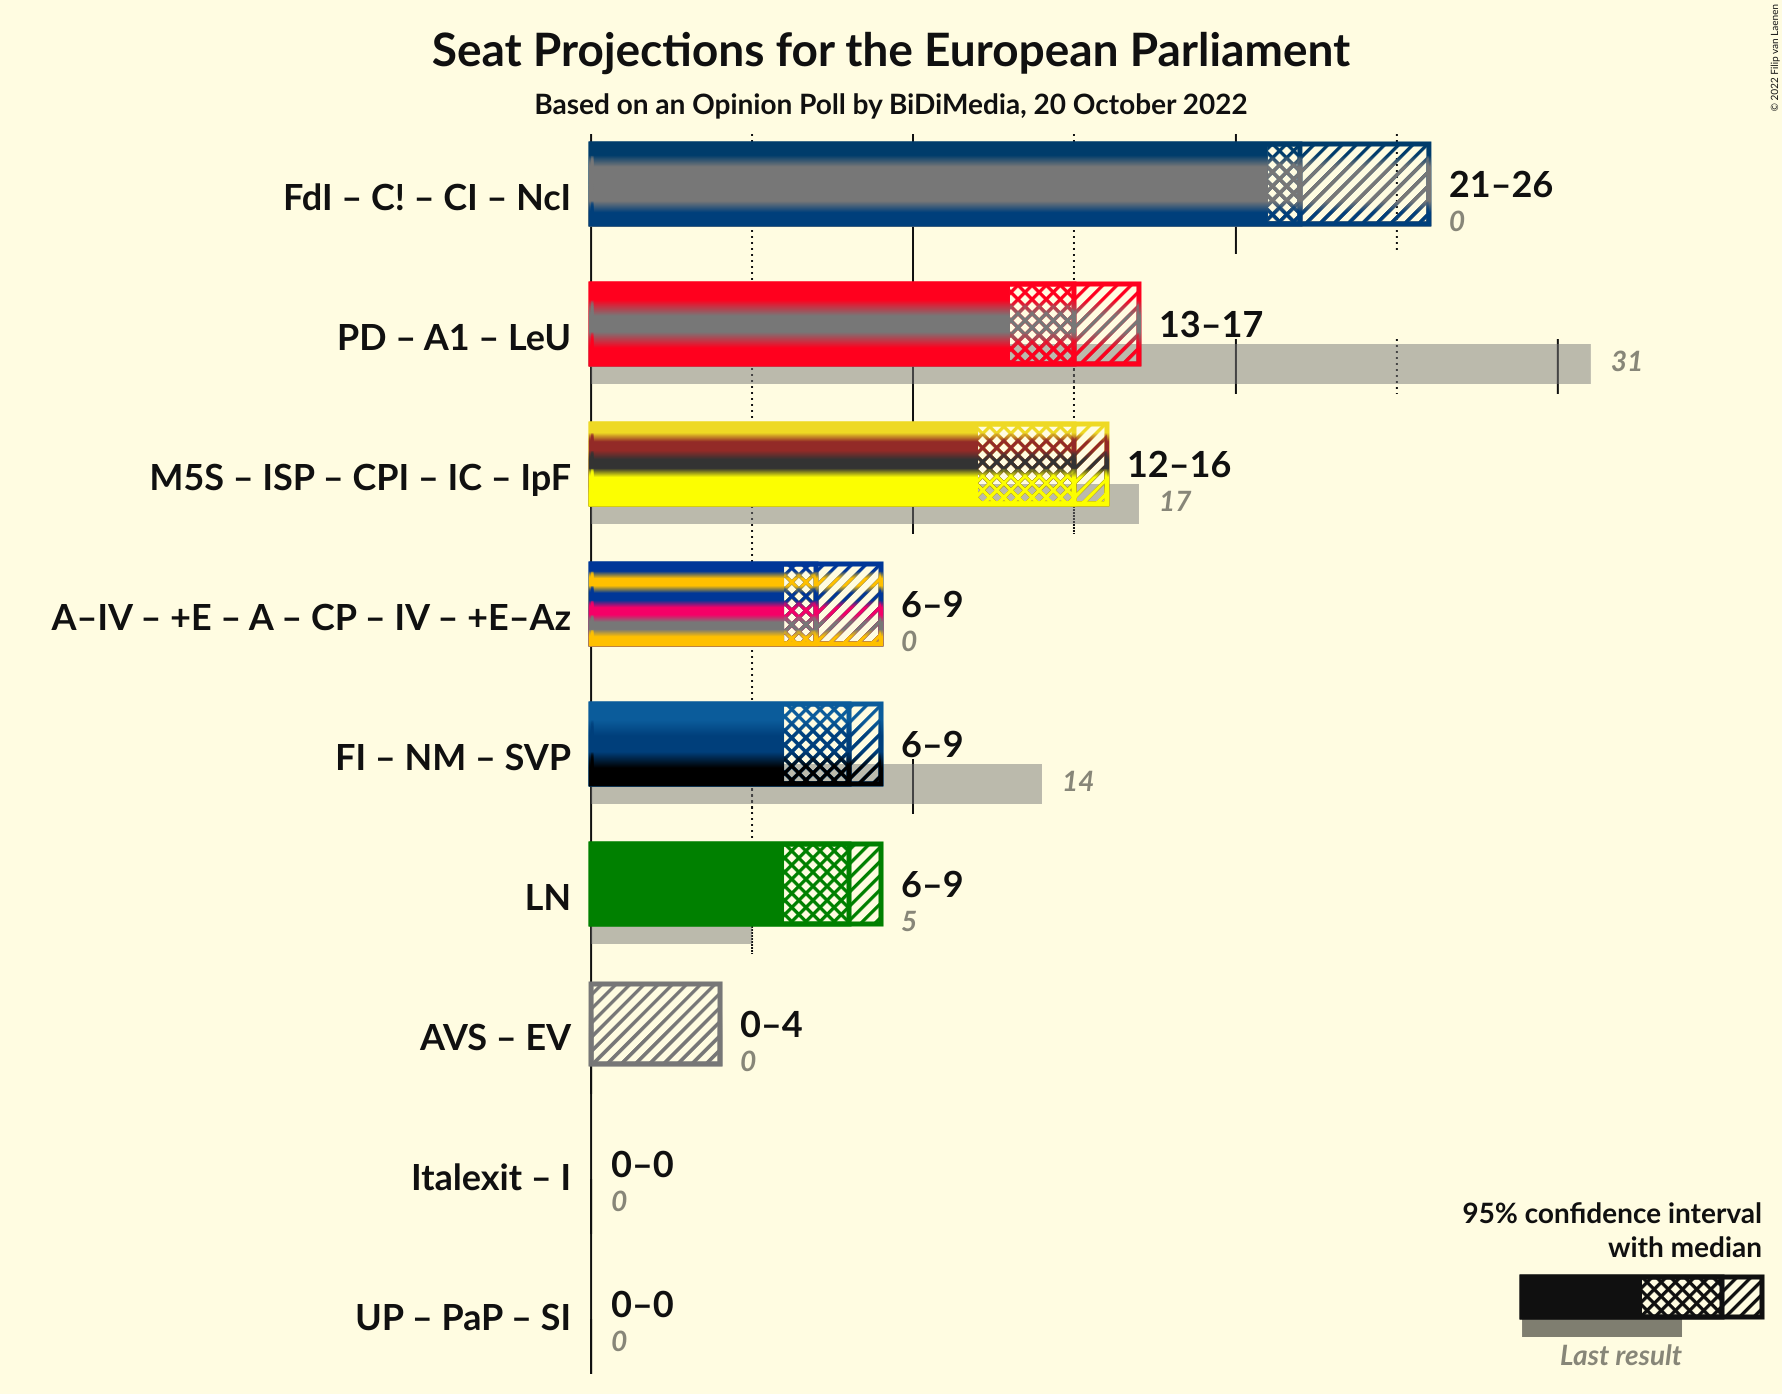 Seat Projections for the European Parliament
Based on an Opinion Poll by BiDiMedia, 20 October 2022
© 2022 Filip van Laenen
FdI – C! – CI – NcI
21–26
0
PD – A1 – LeU
13–17
31
M5S – ISP – CPI – IC – IpF
12–16
17
A–IV – +E – A – CP – IV – +E–Az
6–9
0
FI – NM – SVP
6–9
14
LN
6–9
5
AVS – EV
0–4
0
Italexit – I
0–0
0
UP – PaP – SI
0–0
0
95% confidence interval
with median
Last result